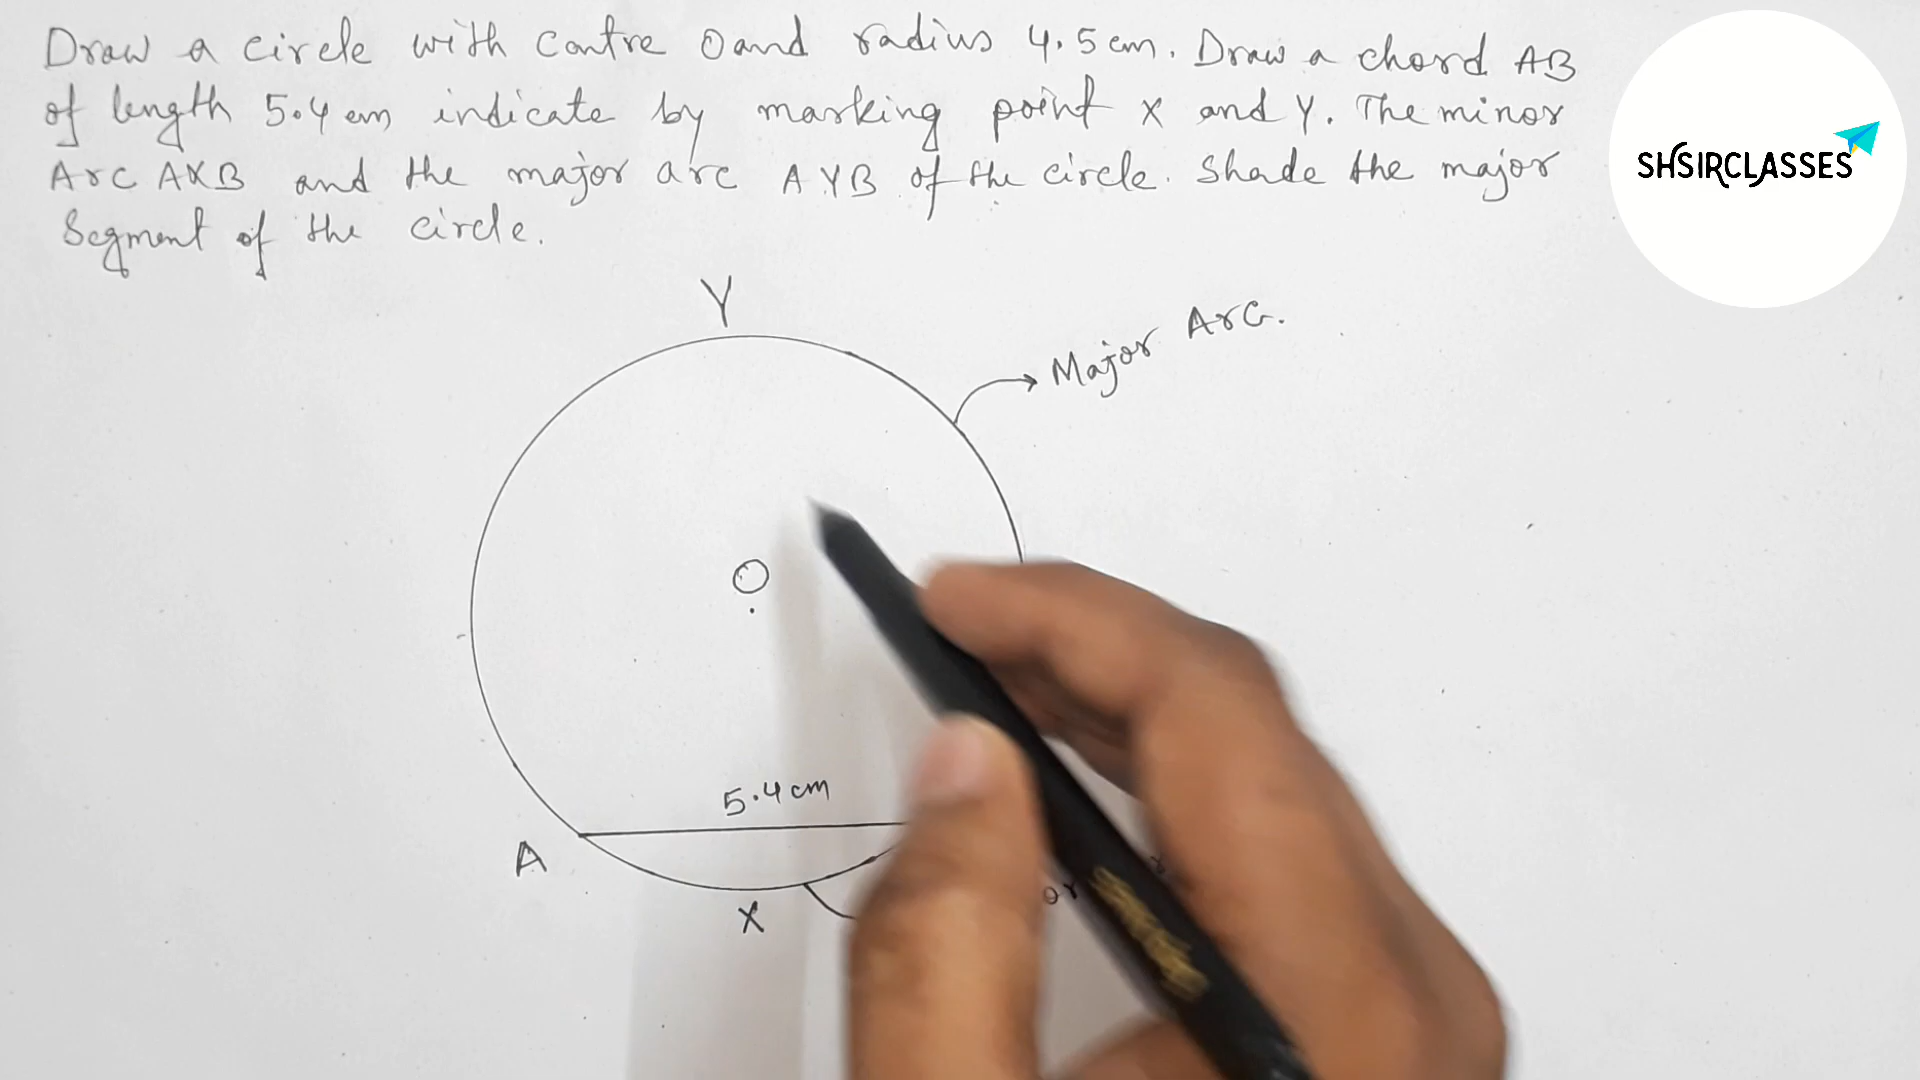 Draw a circle with centre O and radius 4.5 cm. Draw a chord AB
of length 5.4 cm indicate by marking point X and Y. The minor
Arc AXB and the major arc AYB of the circle. Shade the major
Segment of the circle.
SHSIRCLASSES
Y
Major Arc.
O
5.4 cm
A
X